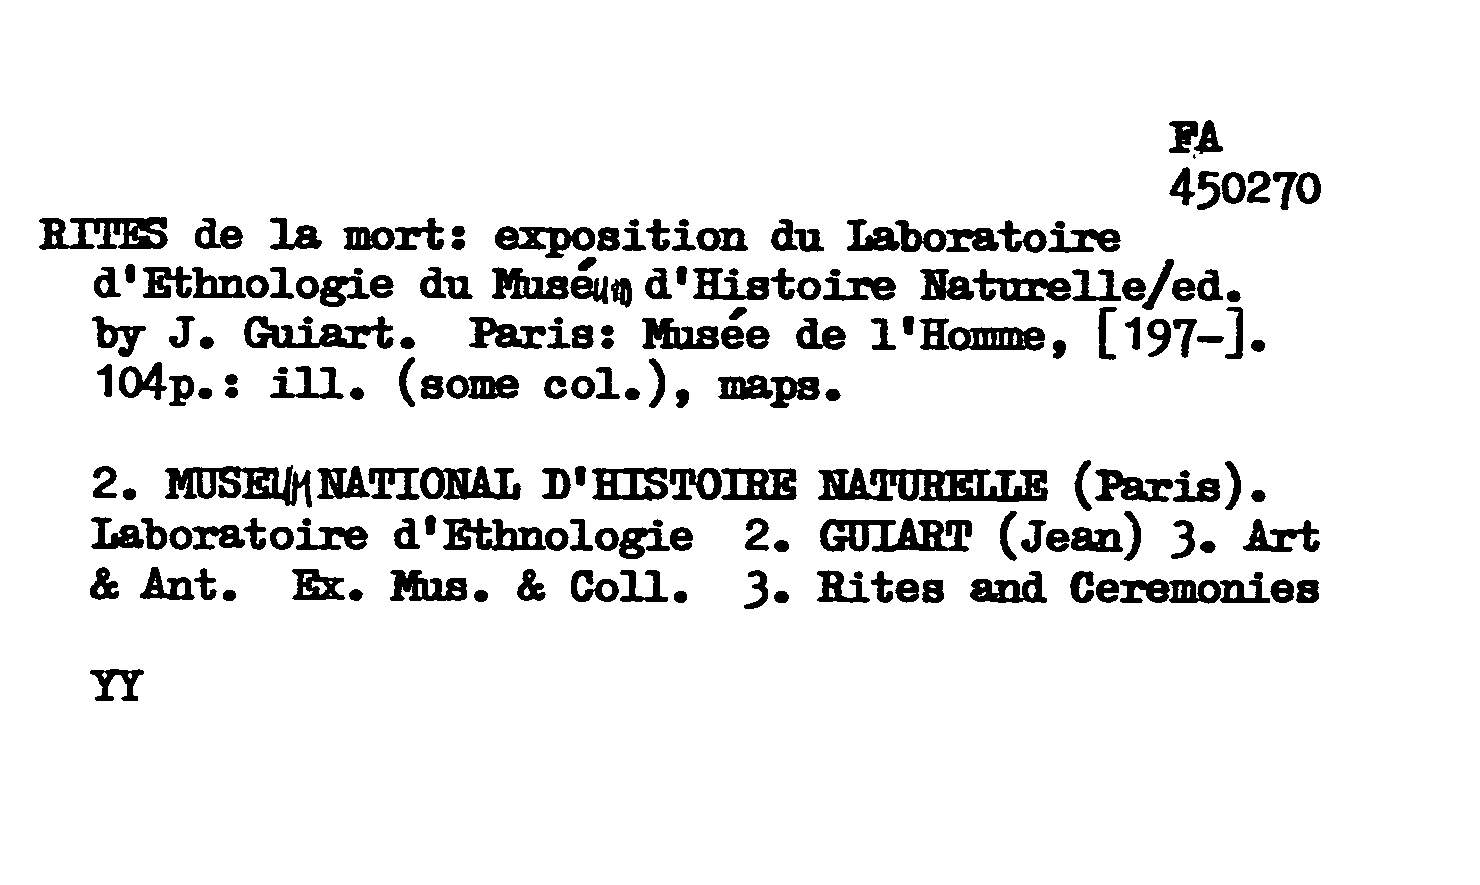 FA
450270
RITES de la mort: exposition du Laboratoire
d'Ethnologie du Muséum d'Histoire Naturelle/ed.
by J. Guiart. Paris: Musée de l'Homme, [197-].
104p.: ill. (some col.), maps.
2. MUSEUM NATIONAL D'HISTOIRE NATURELLE (Paris).
Laboratoire d'Ethnologie 2. GUIART (Jean) 3. Art
& Ant. Ex. Mus. & Coll. 3. Rites and Ceremonies
YY